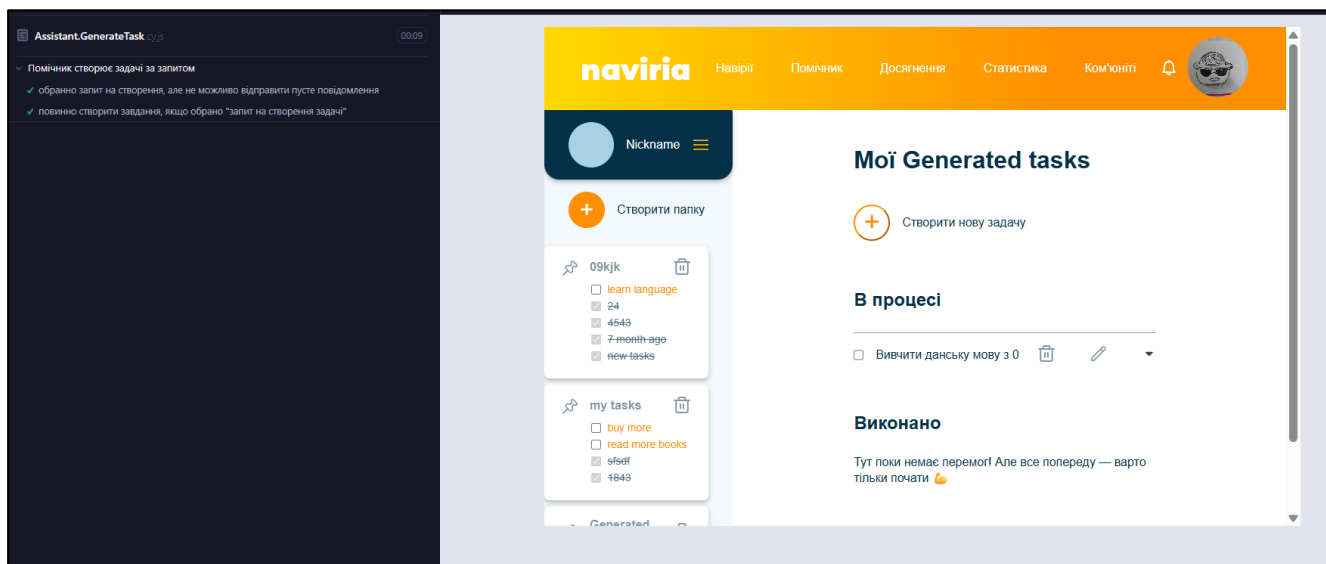 Assistant.GenerateTask.cy.js 00:09
Помічник створює задачі за запитом
обранно запит на створення, але не можливо відправити пусте повідомлення
повинно створити завдання, якщо обрано "запит на створення задачі"
naviria Навірії Помічник Досягнення Статистика Ком'юніті
Nickname
Створити папку
09kjk
learn language
24
4543
7 month ago
new tasks
my tasks
buy more
read more books
sfsdf
1843
Generated
Мої Generated tasks
Створити нову задачу
В процесі
Вивчити данську мову з 0
Виконано
Тут поки немає перемог! Але все попереду — варто
тільки почати 💪